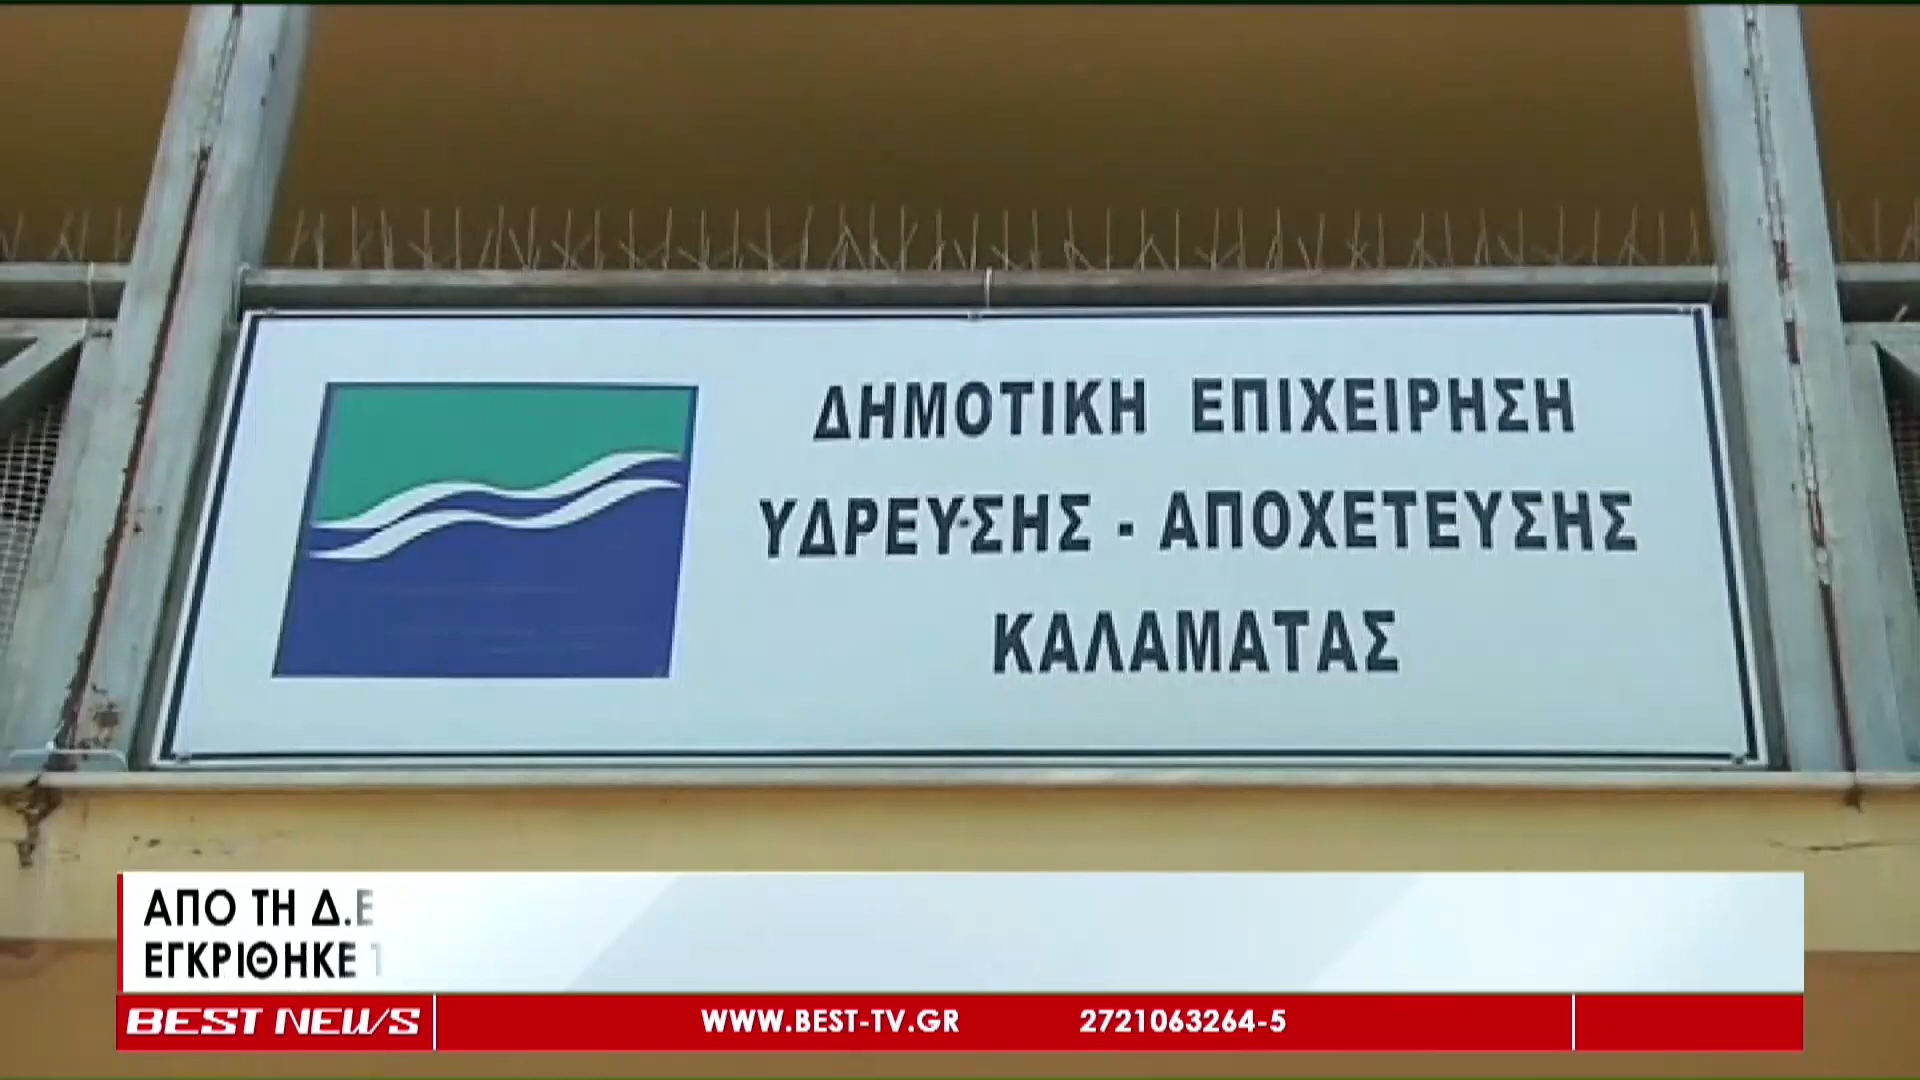 ΔΗΜΟΤΙΚΗ ΕΠΙΧΕΙΡΗΣΗ
ΥΔΡΕΥΣΗΣ - ΑΠΟΧΕΤΕΥΣΗΣ
ΚΑΛΑΜΑΤΑΣ
ΑΠΟ ΤΗ Δ.Ε
ΕΓΚΡΙΘΗΚΕ
BEST NEWS
WWW.BEST-TV.GR 2721063264-5